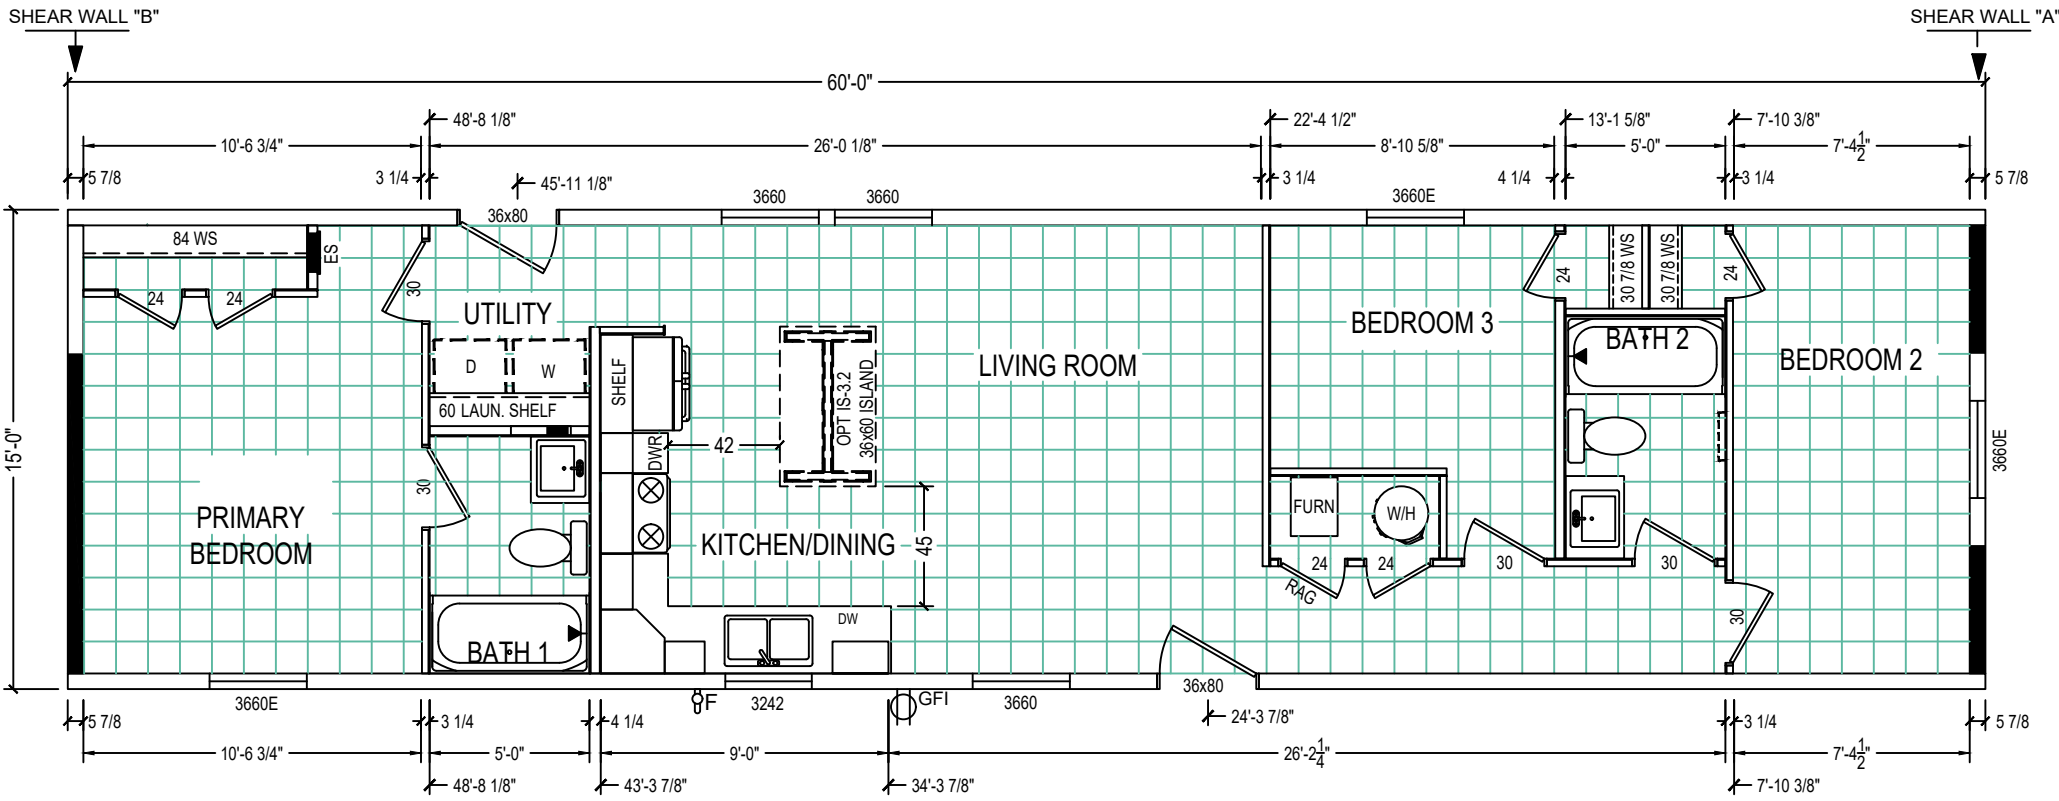 SHEAR WALL "B"
SHEAR WALL "A"
60'-0"
48'-8 1/8"
22'-4 1/2"
13'-1 5/8"
7'-10 3/8"
10'-6 3/4"
26'-0 1/8"
8'-10 5/8"
5'-0"
7'-4 1/2"
5 7/8
3 1/4
45'-11 1/8"
3 1/4
4 1/4
3 1/4
5 7/8
3660
3660
3660E
36x80
84 WS
ES
24
24
30
UTILITY
D
W
60 LAUN. SHELF
SHELF
DWR
42
OPT IS-3.2
36x60 ISLAND
LIVING ROOM
BEDROOM 3
24
30 7/8 WS
30 7/8 WS
24
BATH 2
BEDROOM 2
3660E
15'-0"
30
PRIMARY
BEDROOM
KITCHEN/DINING
45
FURN
W/H
24
24
RAG
30
30
30
BATH 1
DW
36x80
3660E
F
3242
GFI
3660
5 7/8
3 1/4
4 1/4
24'-3 7/8"
3 1/4
5 7/8
10'-6 3/4"
5'-0"
9'-0"
26'-2 1/4"
7'-4 1/2"
48'-8 1/8"
43'-3 7/8"
34'-3 7/8"
7'-10 3/8"